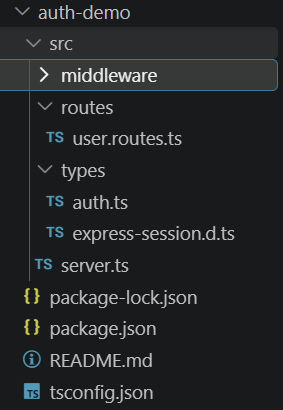 auth-demo
src
middleware
routes
TS user.routes.ts
types
TS auth.ts
TS express-session.d.ts
TS server.ts
{} package-lock.json
{} package.json
README.md
TS tsconfig.json